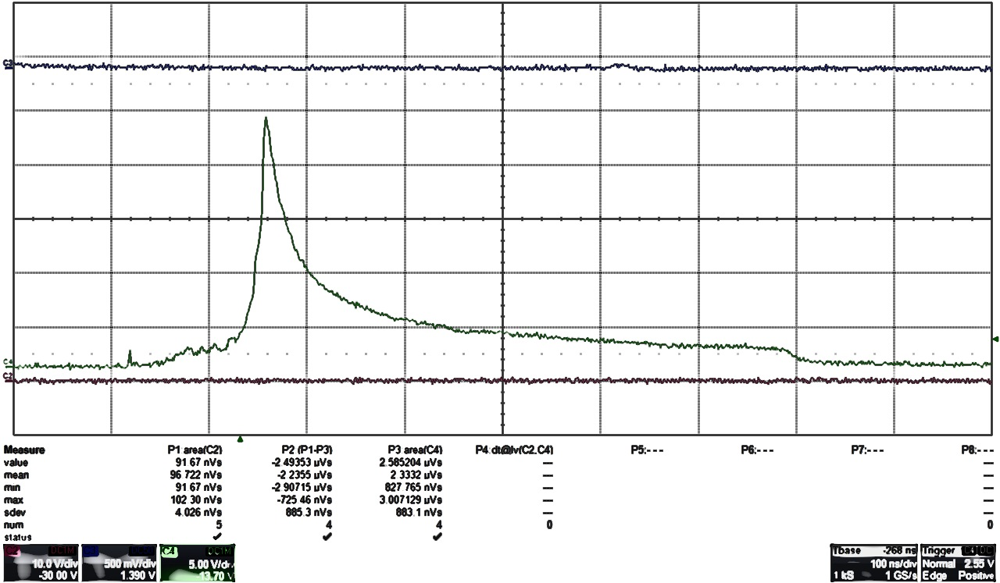 C3
C4
C2
Measure P1:area(C2) P2:(P1-P3) P3:area(C4) P4:dt@lv(C2,C4) P5:--- P6:--- P7:--- P8:---
value 91.67 nVs -2.49353 µVs 2.585204 µVs
mean 96.722 nVs -2.2355 µVs 2.3332 µVs
min 91.67 nVs -2.90715 µVs 827.765 nVs
max 102.30 nVs -725.46 nVs 3.007129 µVs
sdev 4.026 nVs 885.3 nVs 883.1 nVs
num 5 4 4 0 0
status
C2 DC1M C4 DC1M Tbase -268 ns Trigger C4 DC
10.0 V/div 500 mV/div 5.00 V/div 100 ns/div Normal 2.55 V
-30.00 V 1.390 V -13.70 V 1 kS 1 GS/s Edge Positive